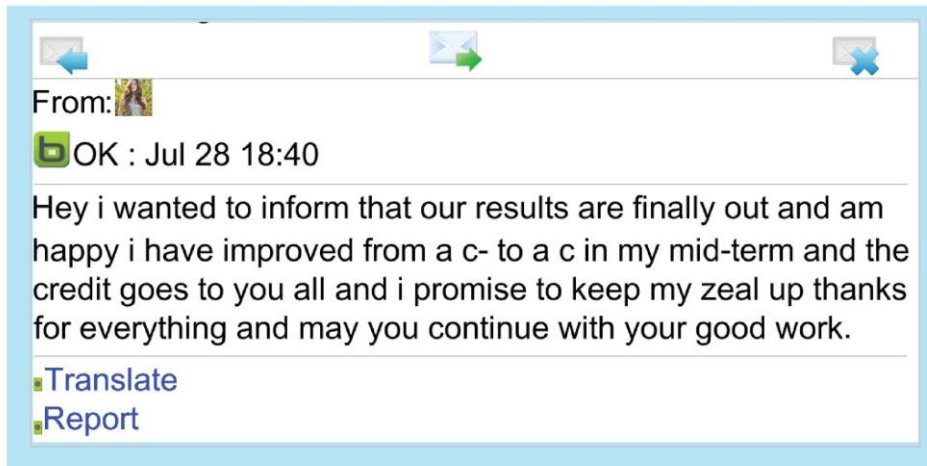 From:
b OK : Jul 28 18:40
Hey i wanted to inform that our results are finally out and am
happy i have improved from a c- to a c in my mid-term and the
credit goes to you all and i promise to keep my zeal up thanks
for everything and may you continue with your good work.
Translate
Report